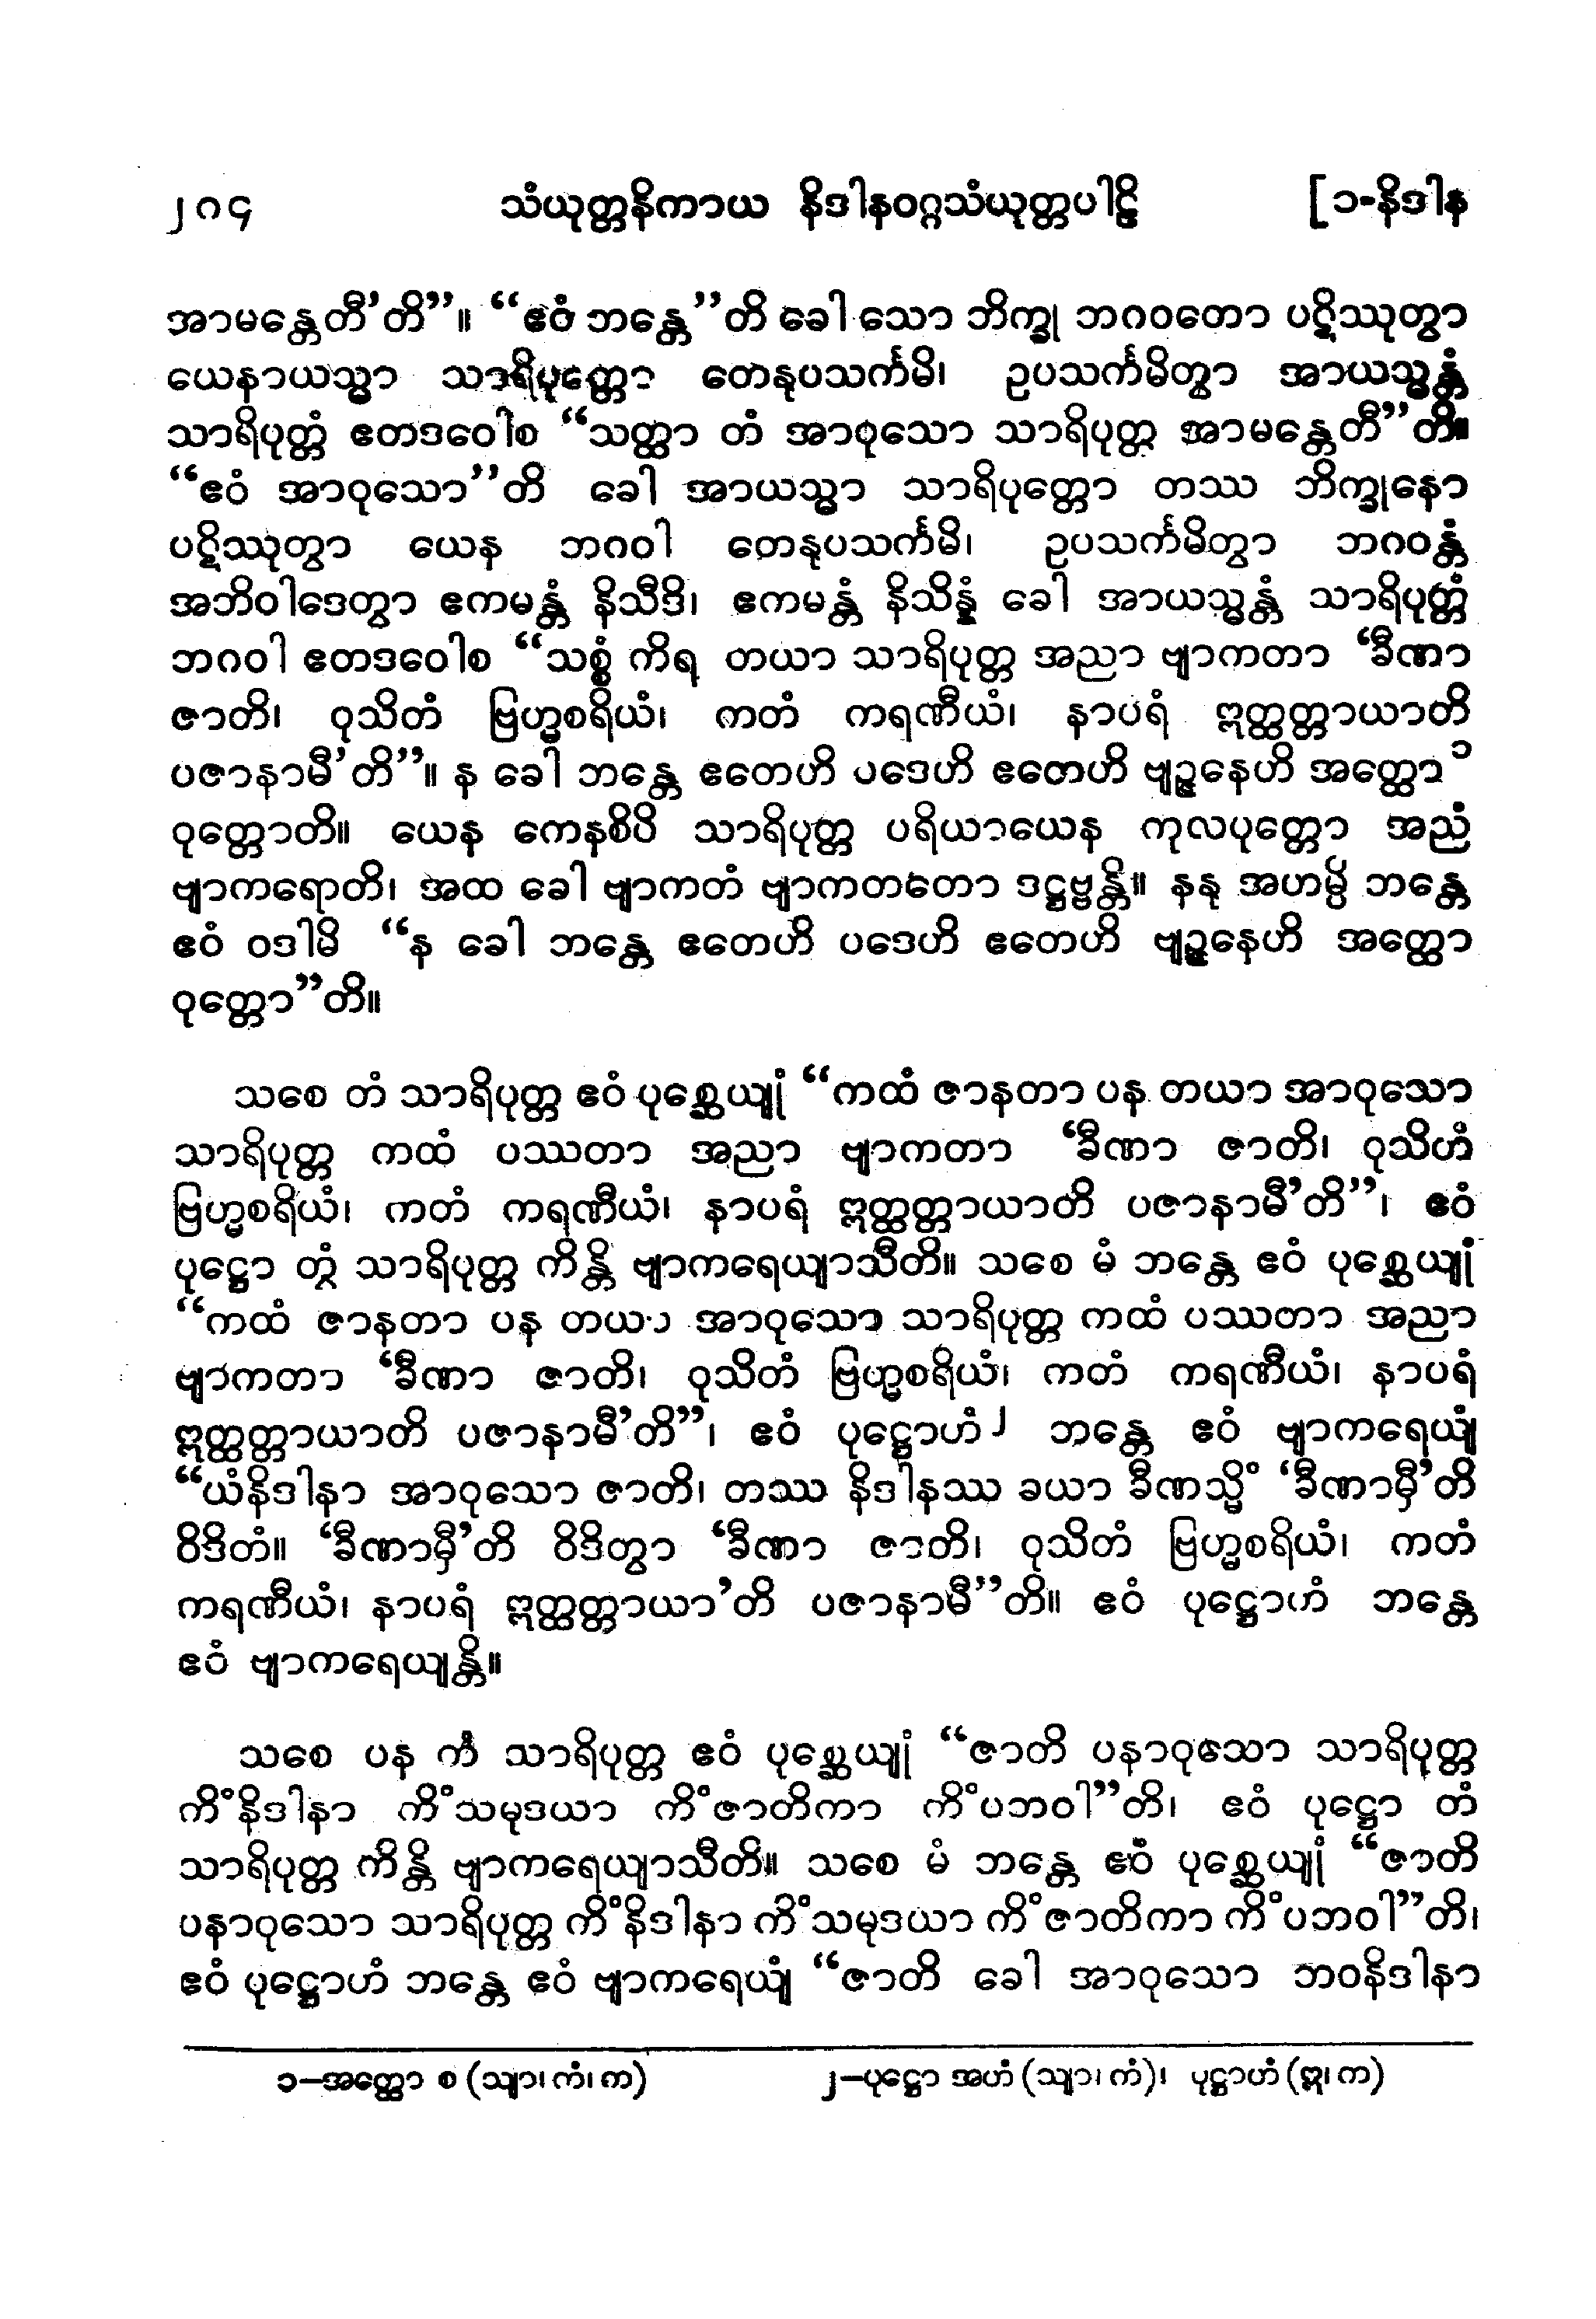 ၂၈၄ သံယုတ္တနိကာယ နိဒါနဝဂ္ဂသံယုတ္တပါဠိ [၁-နိဒါန
အာမန္တေတီ’တိ”။ “ဧဝံ ဘန္တေ”တိ ခေါ သော ဘိက္ခု ဘဂဝတော ပဋိဿုတွာ
ယေနာယသ္မာ သာရိပုတ္တော တေနုပသင်္ကမိ၊ ဥပသင်္ကမိတွာ အာယသ္မန္တံ
သာရိပုတ္တံ ဧတဒဝေါစ “သတ္ထာ တံ အာဝုသော သာရိပုတ္တ အာမန္တေတီ”တိ။
“ဧဝံ အာဝုသော”တိ ခေါ အာယသ္မာ သာရိပုတ္တော တဿ ဘိက္ခုနော
ပဋိဿုတွာ ယေန ဘဂဝါ တေနုပသင်္ကမိ၊ ဥပသင်္ကမိတွာ ဘဂဝန္တံ
အဘိဝါဒေတွာ ဧကမန္တံ နိသီဒိ၊ ဧကမန္တံ နိသိန္နံ ခေါ အာယသ္မန္တံ သာရိပုတ္တံ
ဘဂဝါ ဧတဒဝေါစ “သစ္စံ ကိရ တယာ သာရိပုတ္တ အညာ ဗျာကတာ ‘ခီဏာ
ဇာတိ၊ ဝုသိတံ ဗြဟ္မစရိယံ၊ ကတံ ကရဏီယံ၊ နာပရံ ဣတ္ထတ္တာယာတိ
ပဇာနာမီ’တိ”။ န ခေါ ဘန္တေ ဧတေဟိ ပဒေဟိ ဧတေဟိ ဗျဉ္ဇနေဟိ အတ္ထော၁
ဝုတ္တောတိ။ ယေန ကေနစိပိ သာရိပုတ္တ ပရိယာယေန ကုလပုတ္တော အညံ
ဗျာကရောတိ၊ အထ ခေါ ဗျာကတံ ဗျာကတတော ဒဋ္ဌဗ္ဗန္တိ။ နနု အဟမ္ပိ ဘန္တေ
ဧဝံ ဝဒါမိ “န ခေါ ဘန္တေ ဧတေဟိ ပဒေဟိ ဧတေဟိ ဗျဉ္ဇနေဟိ အတ္ထော
ဝုတ္တော”တိ။
သစေ တံ သာရိပုတ္တ ဧဝံ ပုစ္ဆေယျုံ “ကထံ ဇာနတာ ပန တယာ အာဝုသော
သာရိပုတ္တ ကထံ ပဿတာ အညာ ဗျာကတာ ‘ခီဏာ ဇာတိ၊ ဝုသိတံ
ဗြဟ္မစရိယံ၊ ကတံ ကရဏီယံ၊ နာပရံ ဣတ္ထတ္တာယာတိ ပဇာနာမီ’တိ”၊ ဧဝံ
ပုဋ္ဌော တွံ သာရိပုတ္တ ကိန္တိ ဗျာကရေယျာသီတိ။ သစေ မံ ဘန္တေ ဧဝံ ပုစ္ဆေယျုံ
“ကထံ ဇာနတာ ပန တယာ အာဝုသော သာရိပုတ္တ ကထံ ပဿတာ အညာ
ဗျာကတာ ‘ခီဏာ ဇာတိ၊ ဝုသိတံ ဗြဟ္မစရိယံ၊ ကတံ ကရဏီယံ၊ နာပရံ
ဣတ္ထတ္တာယာတိ ပဇာနာမီ’တိ”၊ ဧဝံ ပုဋ္ဌောဟံ၂ ဘန္တေ ဧဝံ ဗျာကရေယျံ
“ယံနိဒါနာ အာဝုသော ဇာတိ၊ တဿ နိဒါနဿ ခယာ ခီဏသ္မိံ ‘ခီဏာမှီ’တိ
ဝိဒိတံ။ ‘ခီဏာမှီ’တိ ဝိဒိတွာ ‘ခီဏာ ဇာတိ၊ ဝုသိတံ ဗြဟ္မစရိယံ၊ ကတံ
ကရဏီယံ၊ နာပရံ ဣတ္ထတ္တာယာ’တိ ပဇာနာမီ”တိ။ ဧဝံ ပုဋ္ဌောဟံ ဘန္တေ
ဧဝံ ဗျာကရေယျန္တိ။
သစေ ပန တံ သာရိပုတ္တ ဧဝံ ပုစ္ဆေယျုံ “ဇာတိ ပနာဝုသော သာရိပုတ္တ
ကိံနိဒါနာ ကိံသမုဒယာ ကိံဇာတိကာ ကိံပဘဝါ”တိ၊ ဧဝံ ပုဋ္ဌော တံ
သာရိပုတ္တ ကိန္တိ ဗျာကရေယျာသီတိ။ သစေ မံ ဘန္တေ ဧဝံ ပုစ္ဆေယျုံ “ဇာတိ
ပနာဝုသော သာရိပုတ္တ ကိံနိဒါနာ ကိံသမုဒယာ ကိံဇာတိကာ ကိံပဘဝါ”တိ၊
ဧဝံ ပုဋ္ဌောဟံ ဘန္တေ ဧဝံ ဗျာကရေယျံ “ဇာတိ ခေါ အာဝုသော ဘဝနိဒါနာ
၁–အတ္ထော စ (သျာ၊ ကံ၊ က) ၂–ပုဋ္ဌော အဟံ (သျာ၊ ကံ)၊ ပုဋ္ဌာဟံ (ဣ၊ က)